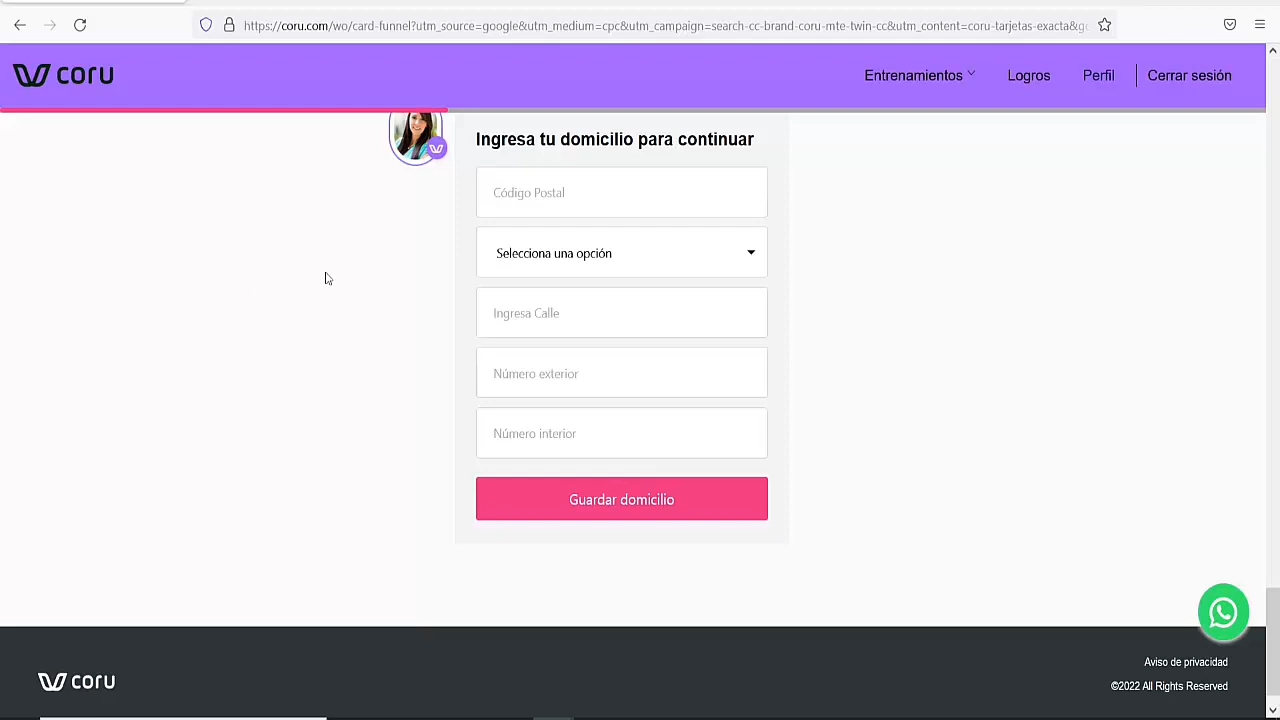 https://coru.com/wo/card-funnel?utm_source=google&utm_medium=cpc&utm_campaign=search-cc-brand-coru-mte-twin-cc&utm_content=coru-tarjetas-exacta&gc
coru
Entrenamientos
Logros
Perfil
Cerrar sesión
Ingresa tu domicilio para continuar
Código Postal
Selecciona una opción
Ingresa Calle
Número exterior
Número interior
Guardar domicilio
coru
Aviso de privacidad
©2022 All Rights Reserved